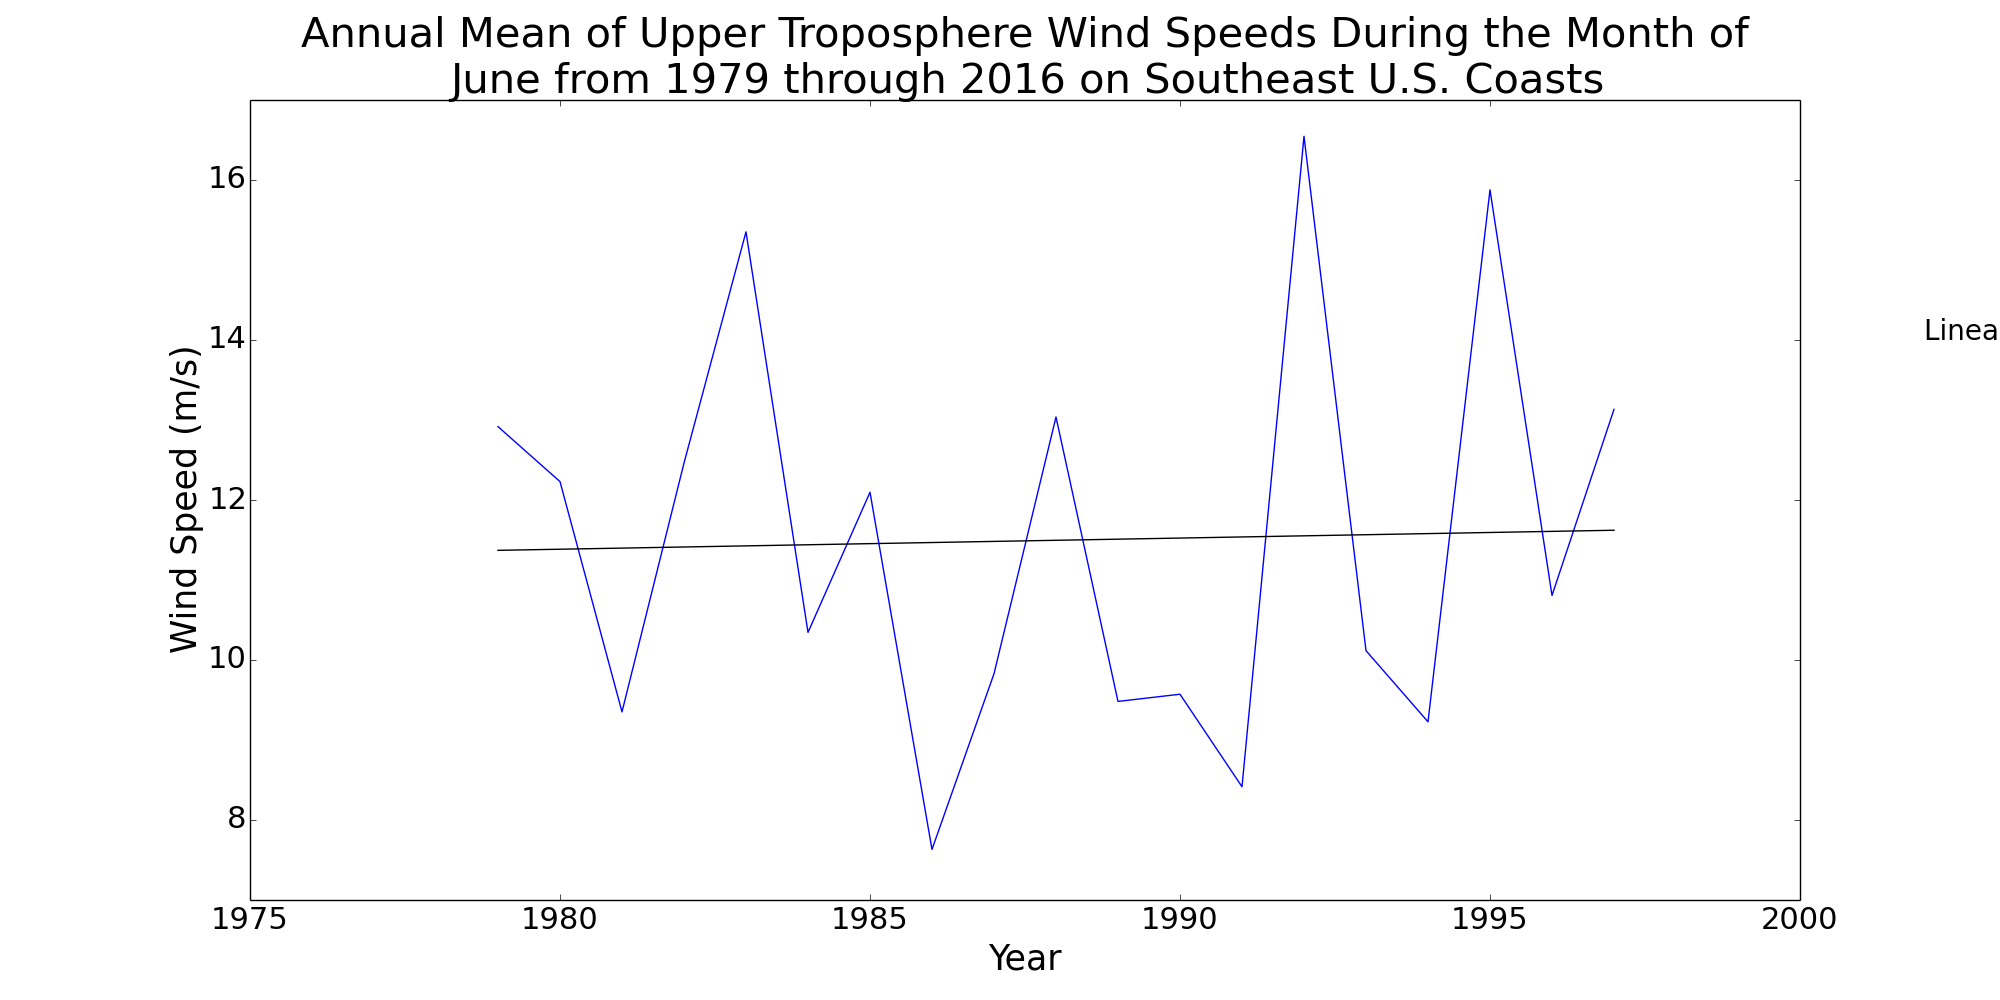 Annual Mean of Upper Troposphere Wind Speeds During the Month of
June from 1979 through 2016 on Southeast U.S. Coasts
16
14
12
10
8
Wind Speed (m/s)
1975 1980 1985 1990 1995 2000
Year
Linea